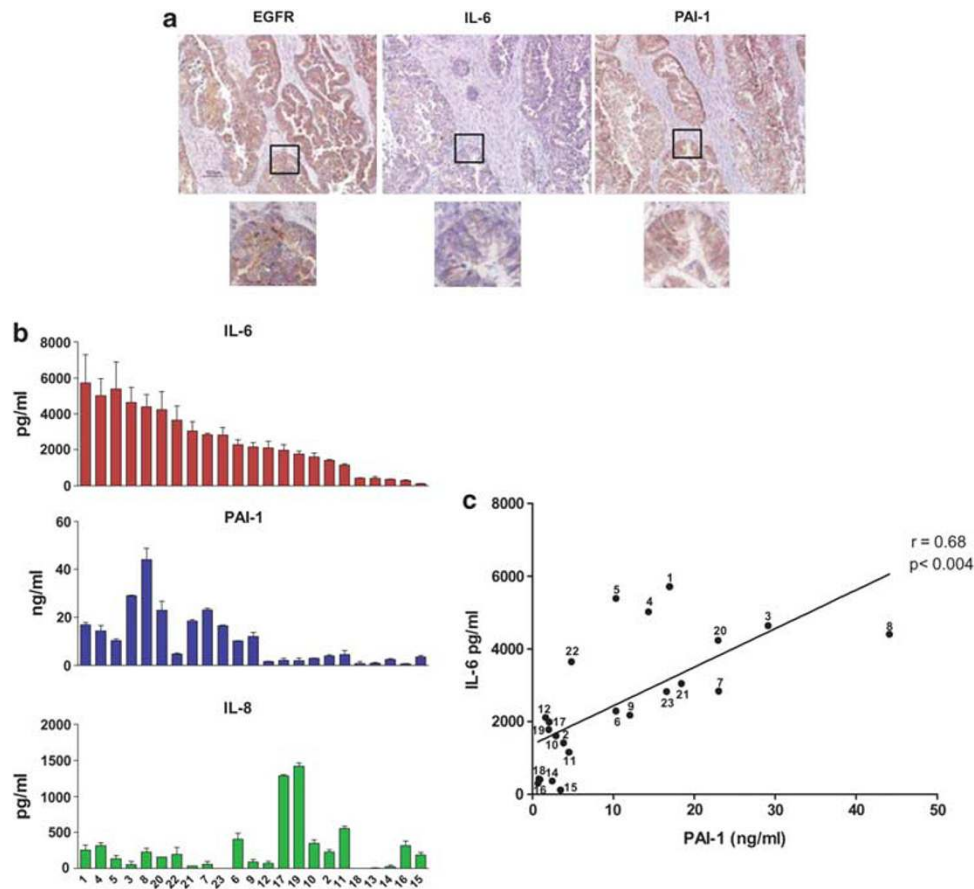 a
EGFR IL-6 PAI-1
b
IL-6
8000
6000
4000
2000
0
pg/ml
PAI-1
60
40
20
0
ng/ml
IL-8
2000
1500
1000
500
0
pg/ml
1 4 5 3 8 20 22 21 7 23 6 9 12 17 19 10 2 11 18 13 14 16 15
c
8000
6000
4000
2000
0
IL-6 pg/ml
r = 0.68
p< 0.004
1
5
4
3
20
8
22
7
21
23
9
6
12
17
19
10
2
11
18
14
16
15
0 10 20 30 40 50
PAI-1 (ng/ml)